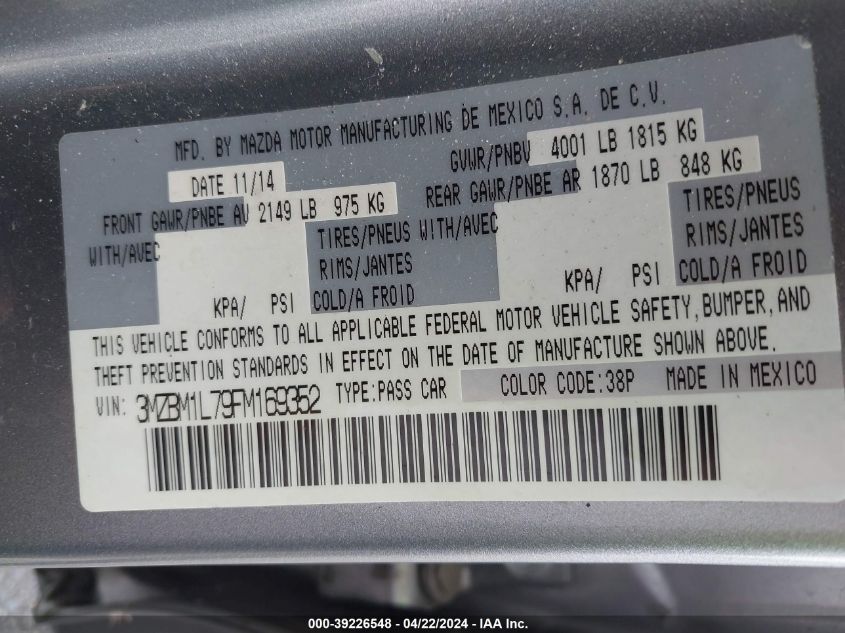 MFD. BY MAZDA MOTOR MANUFACTURING DE MEXICO S.A. DE C.V.
DATE 11/14 GVWR/PNBV 4001 LB 1815 KG
FRONT GAWR/PNBE AV 2149 LB 975 KG REAR GAWR/PNBE AR 1870 LB 848 KG
WITH/AVEC TIRES/PNEUS WITH/AVEC TIRES/PNEUS
RIMS/JANTES RIMS/JANTES
KPA/ PSI COLD/A FROID KPA/ PSI COLD/A FROID
THIS VEHICLE CONFORMS TO ALL APPLICABLE FEDERAL MOTOR VEHICLE SAFETY, BUMPER, AND
THEFT PREVENTION STANDARDS IN EFFECT ON THE DATE OF MANUFACTURE SHOWN ABOVE.
VIN: 3MZBM1L79FM169352 TYPE:PASS CAR COLOR CODE:38P MADE IN MEXICO
000-39226548 - 04/22/2024 - IAA Inc.